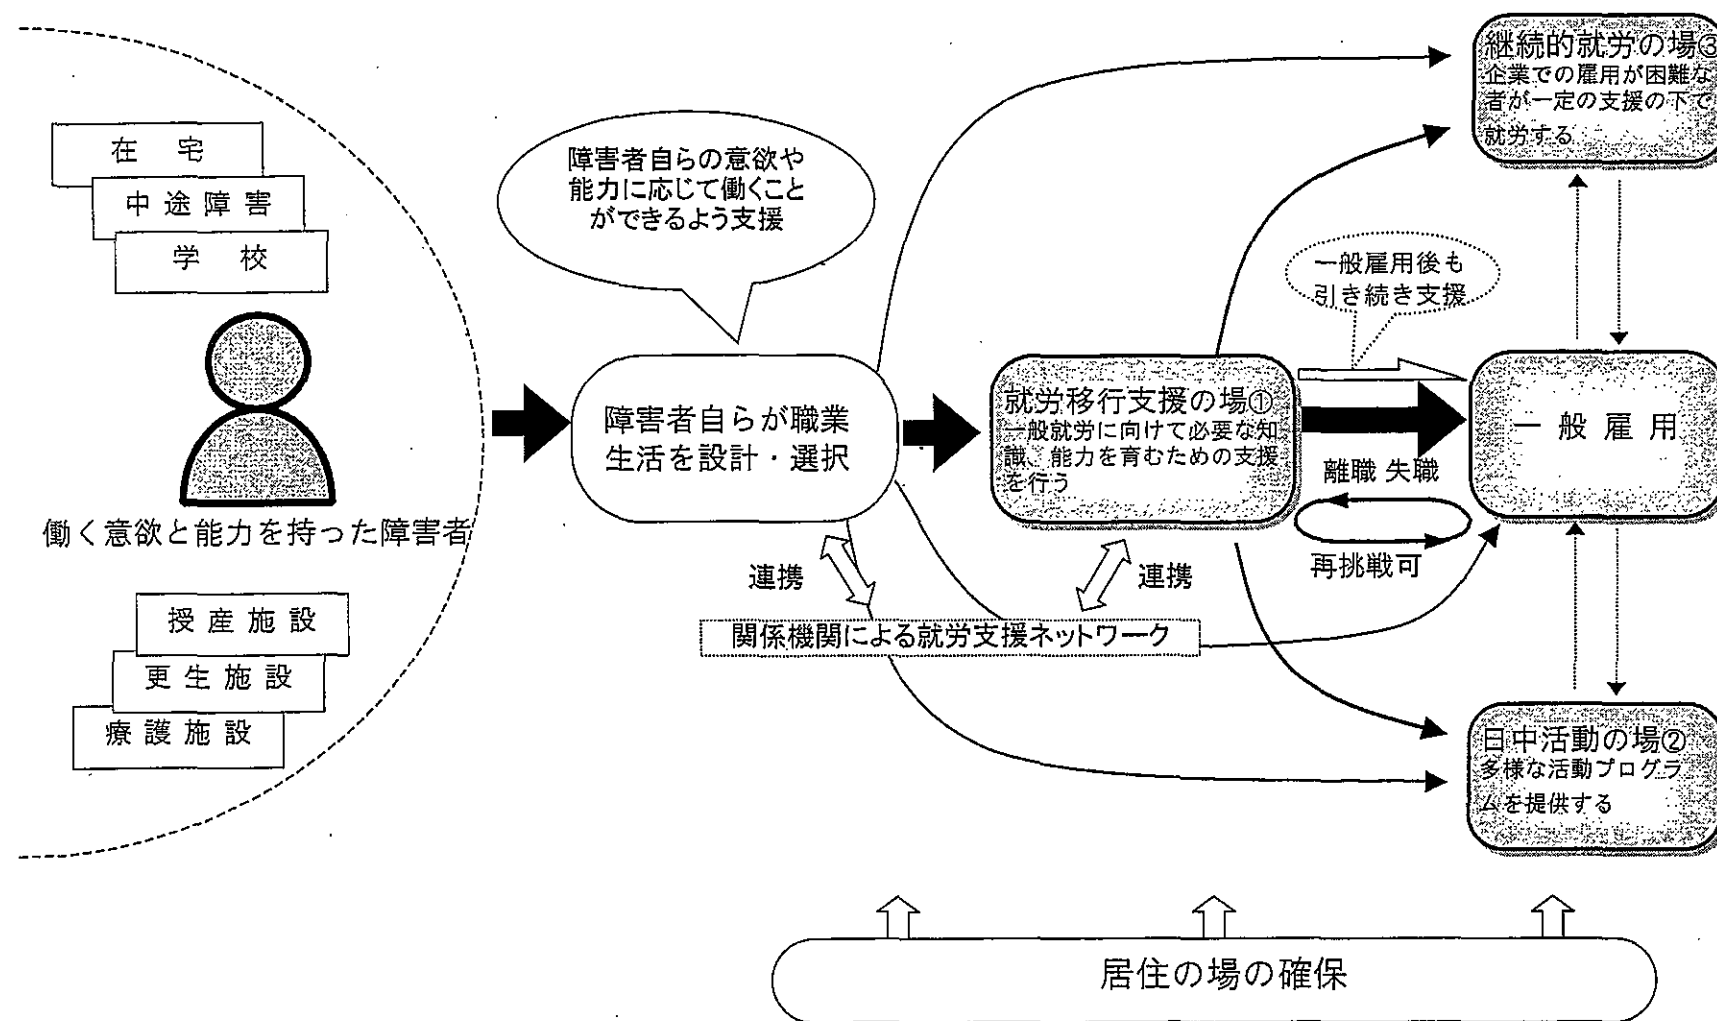 在 宅
中途障害
学 校
働く意欲と能力を持った障害者
授産施設
更生施設
療護施設
障害者自らの意欲や
能力に応じて働くこと
ができるよう支援
障害者自らが職業
生活を設計・選択
連携
連携
関係機関による就労支援ネットワーク
就労移行支援の場①
一般就労に向けて必要な知
識、能力を育むための支援
を行う
一般雇用後も
引き続き支援
離職 失職
再挑戦可
継続的就労の場③
企業での雇用が困難な
者が一定の支援の下で
就労する
一般雇用
日中活動の場②
多様な活動プログラ
ムを提供する
居住の場の確保